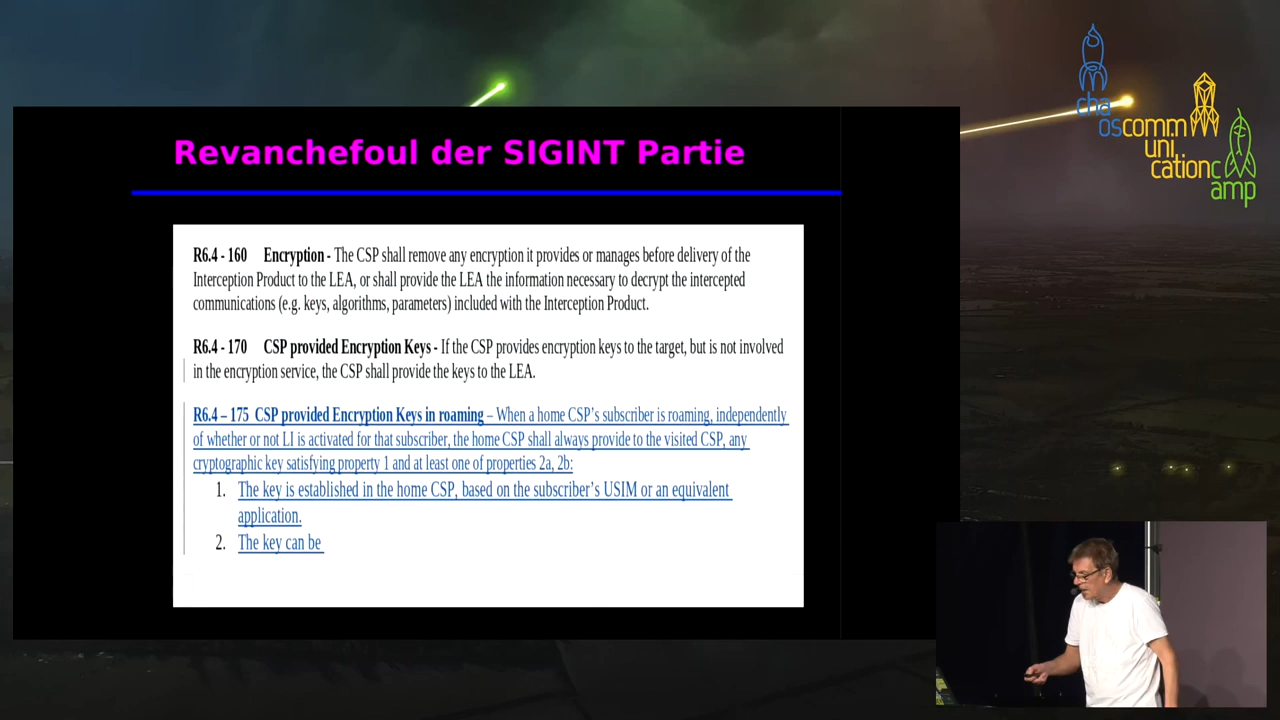 Revanchefoul der SIGINT Partie
R6.4 - 160 Encryption - The CSP shall remove any encryption it provides or manages before delivery of the
Interception Product to the LEA, or shall provide the LEA the information necessary to decrypt the intercepted
communications (e.g. keys, algorithms, parameters) included with the Interception Product.
R6.4 - 170 CSP provided Encryption Keys - If the CSP provides encryption keys to the target, but is not involved
in the encryption service, the CSP shall provide the keys to the LEA.
R6.4 – 175 CSP provided Encryption Keys in roaming – When a home CSP's subscriber is roaming, independently
of whether or not LI is activated for that subscriber, the home CSP shall always provide to the visited CSP, any
cryptographic key satisfying property 1 and at least one of properties 2a, 2b:
1. The key is established in the home CSP, based on the subscriber's USIM or an equivalent
application.
2. The key can be
cha
oscomm
uni
cationc
amp